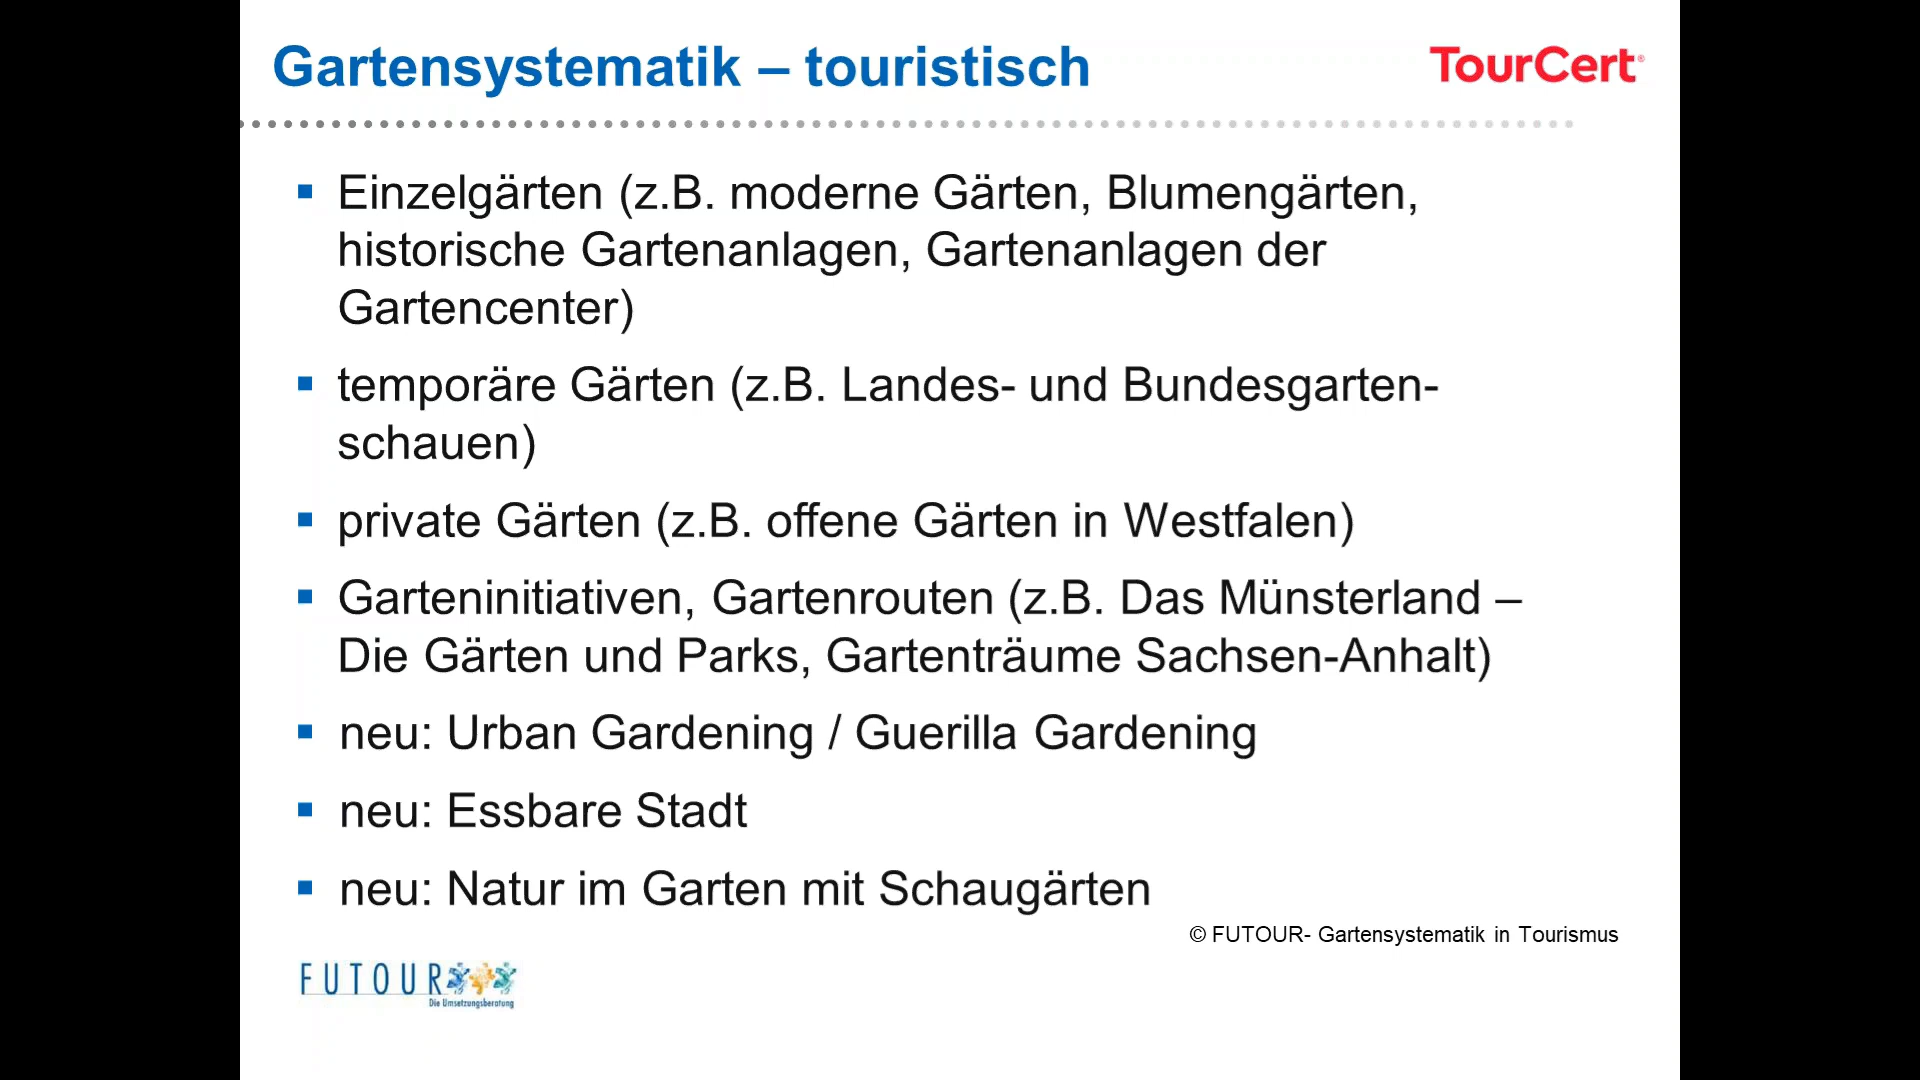 Gartensystematik – touristisch
TourCert®
Einzelgärten (z.B. moderne Gärten, Blumengärten,
historische Gartenanlagen, Gartenanlagen der
Gartencenter)
temporäre Gärten (z.B. Landes- und Bundesgarten-
schauen)
private Gärten (z.B. offene Gärten in Westfalen)
Garteninitiativen, Gartenrouten (z.B. Das Münsterland –
Die Gärten und Parks, Gartenträume Sachsen-Anhalt)
neu: Urban Gardening / Guerilla Gardening
neu: Essbare Stadt
neu: Natur im Garten mit Schaugärten
© FUTOUR- Gartensystematik in Tourismus
FUTOUR
Die Umsetzungsberatung